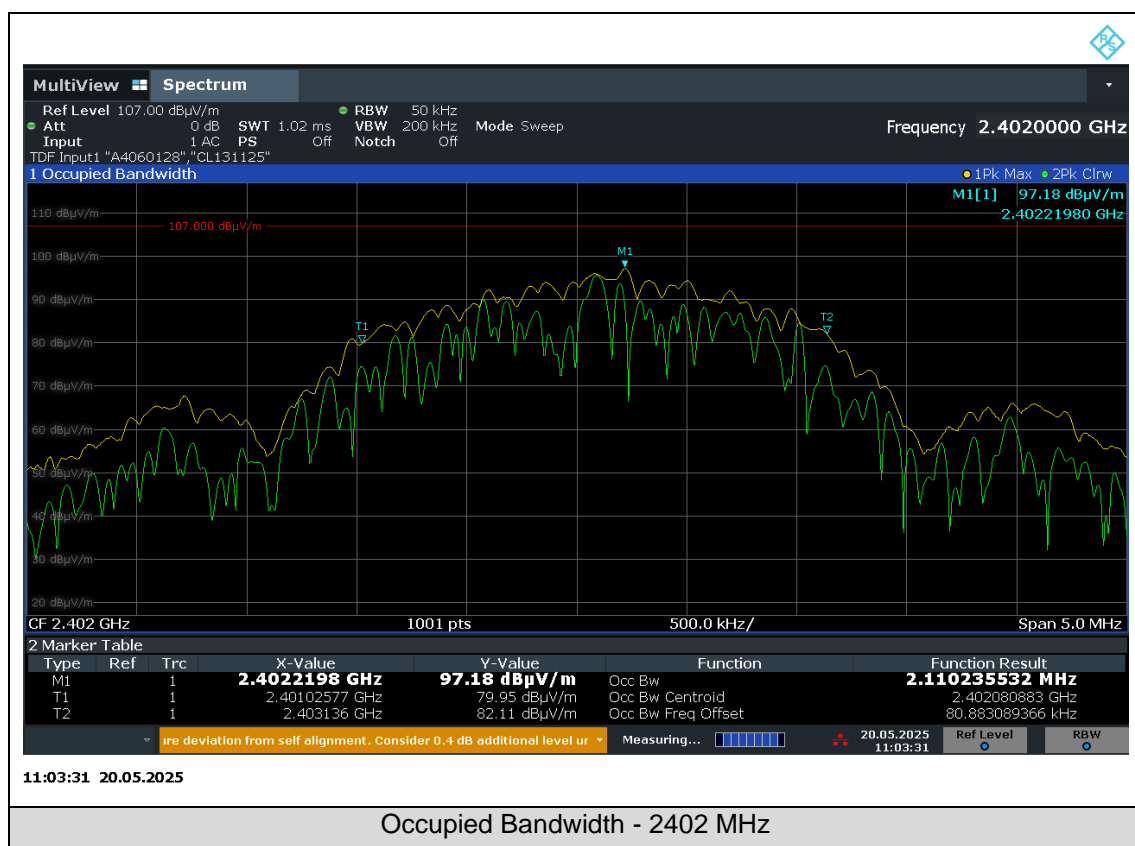 R&S
MultiView Spectrum
Ref Level 107.00 dBµV/m RBW 50 kHz
Att 0 dB SWT 1.02 ms VBW 200 kHz Mode Sweep Frequency 2.4020000 GHz
Input 1 AC PS Off Notch Off
TDF Input1 "A4060128","CL131125"
1 Occupied Bandwidth 1Pk Max 2Pk Clrw
M1[1] 97.18 dBµV/m
2.40221980 GHz
110 dBµV/m
107.000 dBµV/m
100 dBµV/m
M1
90 dBµV/m
T1
T2
80 dBµV/m
70 dBµV/m
60 dBµV/m
50 dBµV/m
40 dBµV/m
30 dBµV/m
20 dBµV/m
CF 2.402 GHz 1001 pts 500.0 kHz/ Span 5.0 MHz
2 Marker Table
Type Ref Trc X-Value Y-Value Function Function Result
M1 1 2.4022198 GHz 97.18 dBµV/m Occ Bw 2.110235532 MHz
T1 1 2.40102577 GHz 79.95 dBµV/m Occ Bw Centroid 2.402080883 GHz
T2 1 2.403136 GHz 82.11 dBµV/m Occ Bw Freq Offset 80.883089366 kHz
ire deviation from self alignment. Consider 0.4 dB additional level ur Measuring... 20.05.2025 Ref Level RBW
11:03:31
11:03:31 20.05.2025
Occupied Bandwidth - 2402 MHz